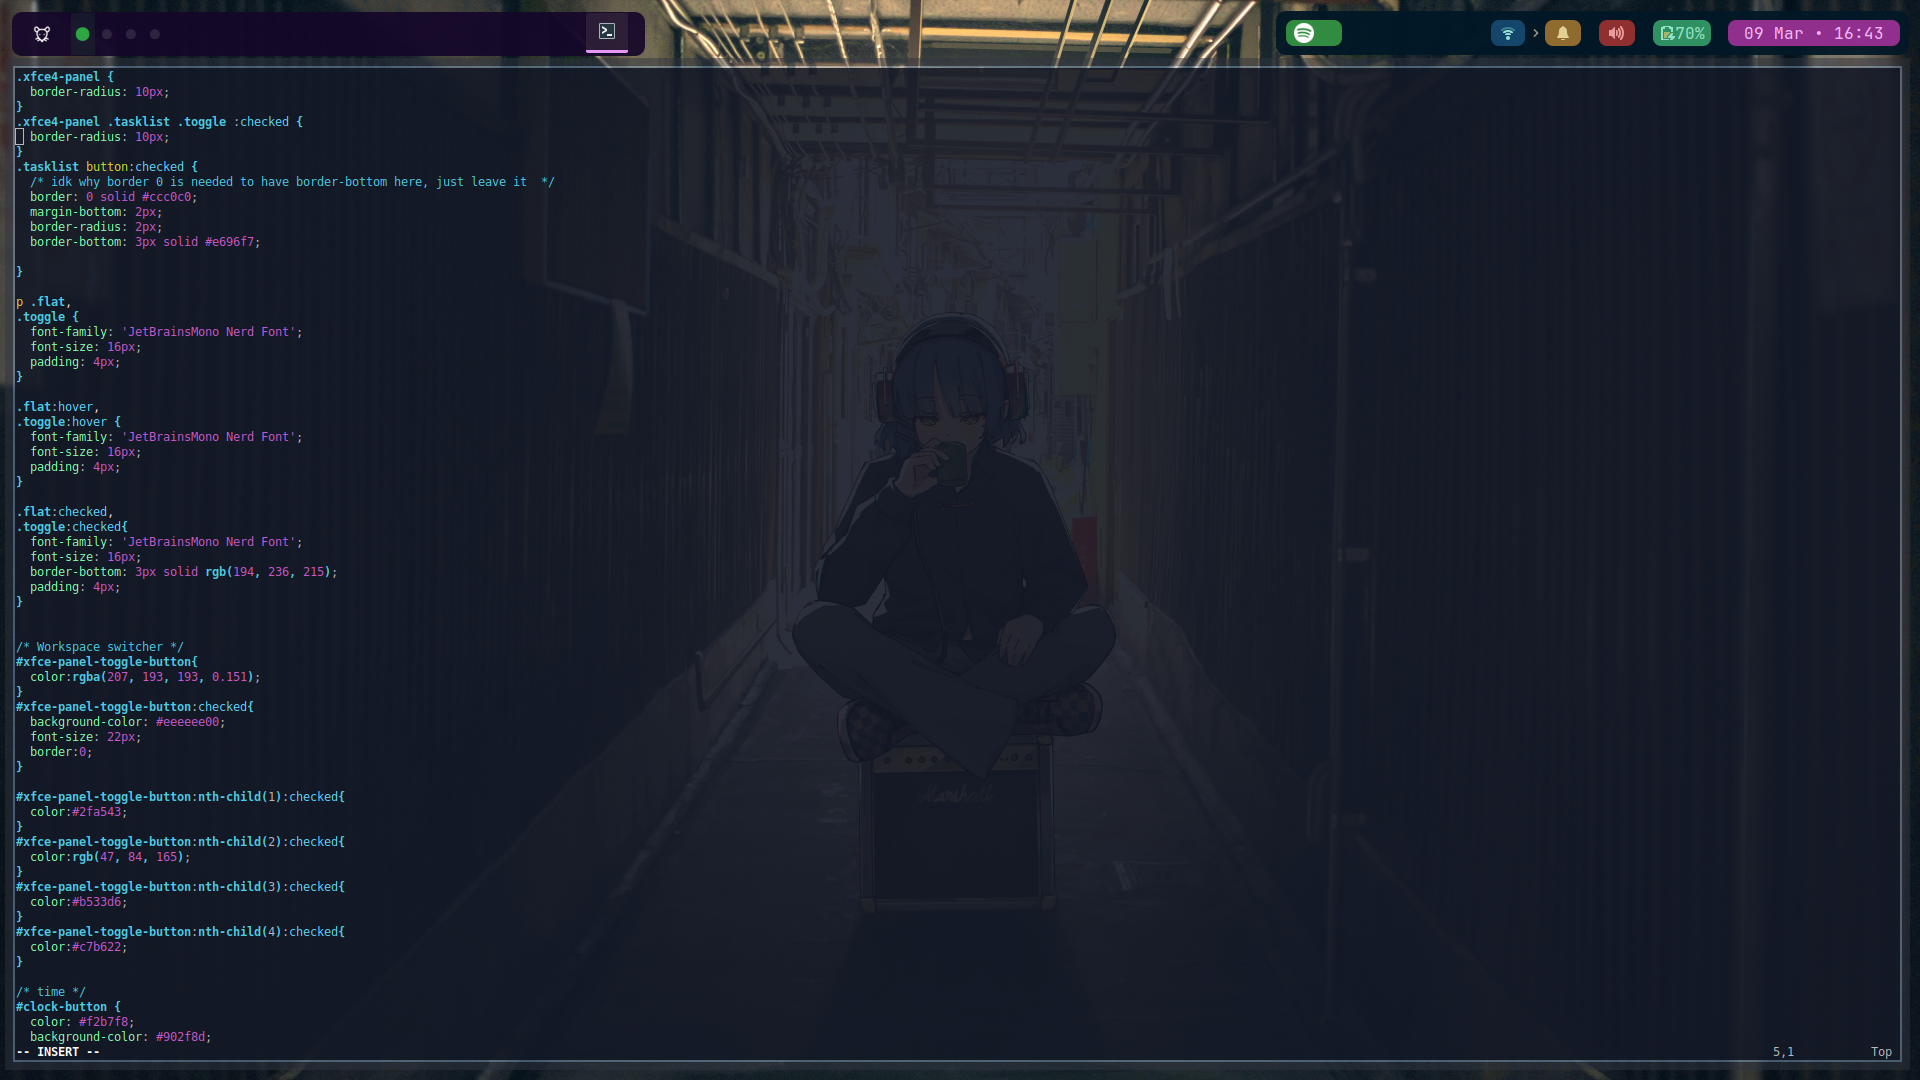 70%
09 Mar • 16:43
.xfce4-panel {
  border-radius: 10px;
}
.xfce4-panel .tasklist .toggle :checked {
  border-radius: 10px;
}
.tasklist button:checked {
  /* idk why border 0 is needed to have border-bottom here, just leave it  */
  border: 0 solid #ccc0c0;
  margin-bottom: 2px;
  border-radius: 2px;
  border-bottom: 3px solid #e696f7;
}
p .flat,
.toggle {
  font-family: 'JetBrainsMono Nerd Font';
  font-size: 16px;
  padding: 4px;
}
.flat:hover,
.toggle:hover {
  font-family: 'JetBrainsMono Nerd Font';
  font-size: 16px;
  padding: 4px;
}
.flat:checked,
.toggle:checked{
  font-family: 'JetBrainsMono Nerd Font';
  font-size: 16px;
  border-bottom: 3px solid rgb(194, 236, 215);
  padding: 4px;
}
/* Workspace switcher */
#xfce-panel-toggle-button{
  color:rgba(207, 193, 193, 0.151);
}
#xfce-panel-toggle-button:checked{
  background-color: #eeeeee00;
  font-size: 22px;
  border:0;
}
#xfce-panel-toggle-button:nth-child(1):checked{
  color:#2fa543;
}
#xfce-panel-toggle-button:nth-child(2):checked{
  color:rgb(47, 84, 165);
}
#xfce-panel-toggle-button:nth-child(3):checked{
  color:#b533d6;
}
#xfce-panel-toggle-button:nth-child(4):checked{
  color:#c7b622;
}
/* time */
#clock-button {
  color: #f2b7f8;
  background-color: #902f8d;
-- INSERT --
5,1
Top
Marshall